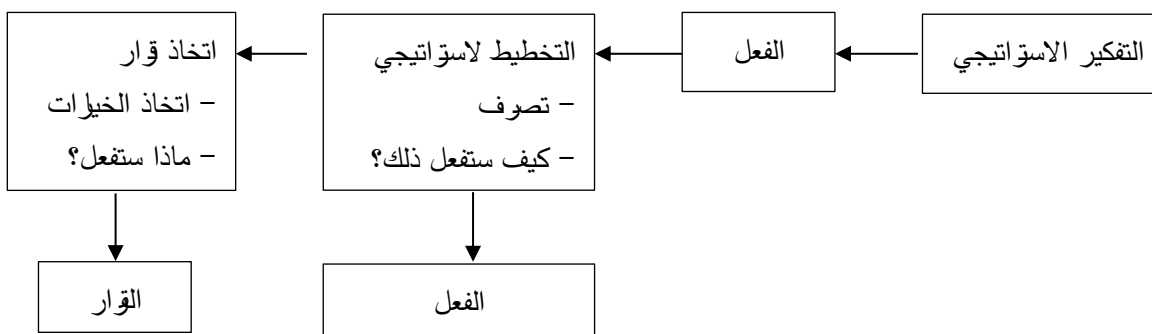 التفكير الاستراتيجي
الفعل
التخطيط لاستراتيجي
– تصرف
– كيف ستفعل ذلك؟
اتخاذ قرار
– اتخاذ الخيارات
– ماذا ستفعل؟
الفعل
القرار